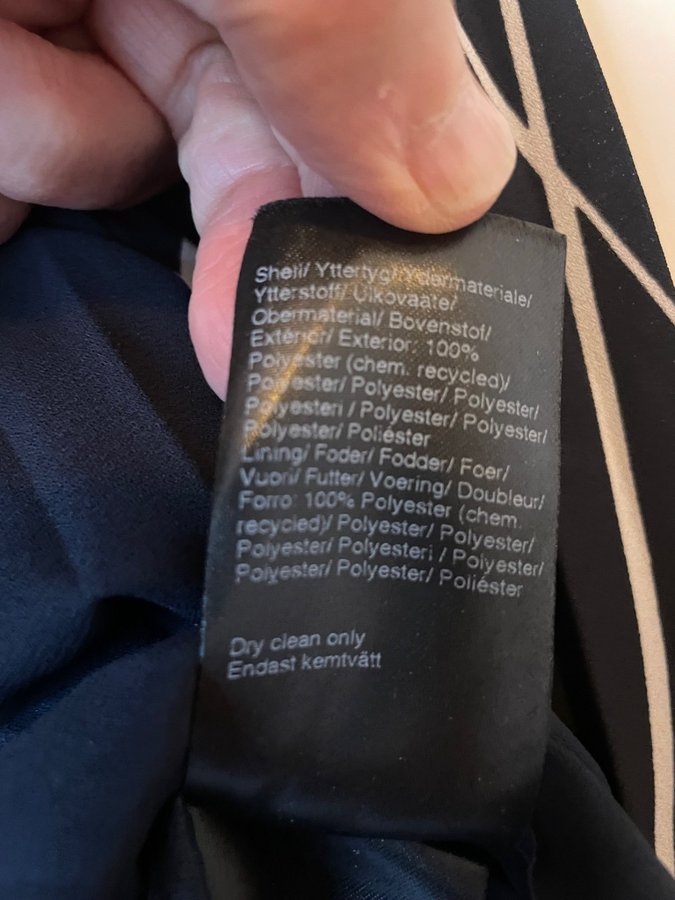 Shell/ Yttertyg/ Ydermateriale/
Ytterstoff/ Ulkovaate/
Obermaterial/ Bovenstof/
Extérior/ Exterior: 100%
Polyester (chem. recycled)/
Polyester/ Polyester/ Polyester/
Polyesteri / Polyester/ Polyester/
Polyester/ Poliéster
Lining/ Foder/ Fodder/ Foer/
Vuori/ Futter/ Voering/ Doubleur/
Forro: 100% Polyester (chem.
recycled)/ Polyester/ Polyester/
Polyester/ Polyesteri / Polyester/
Polyester/ Polyester/ Poliéster
Dry clean only
Endast kemtvätt